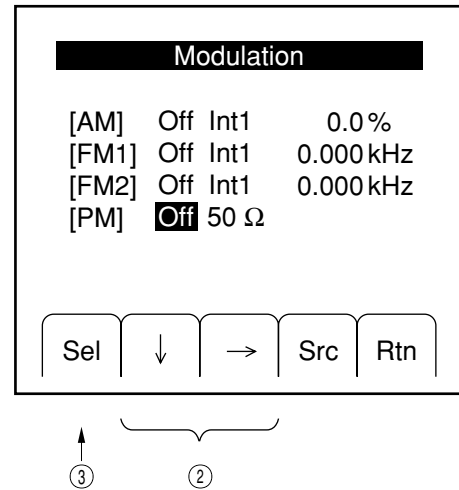 Modulation
[AM] Off Int1 0.0 %
[FM1] Off Int1 0.000 kHz
[FM2] Off Int1 0.000 kHz
[PM] Off 50 Ω
Sel ↓ → Src Rtn
③ ②